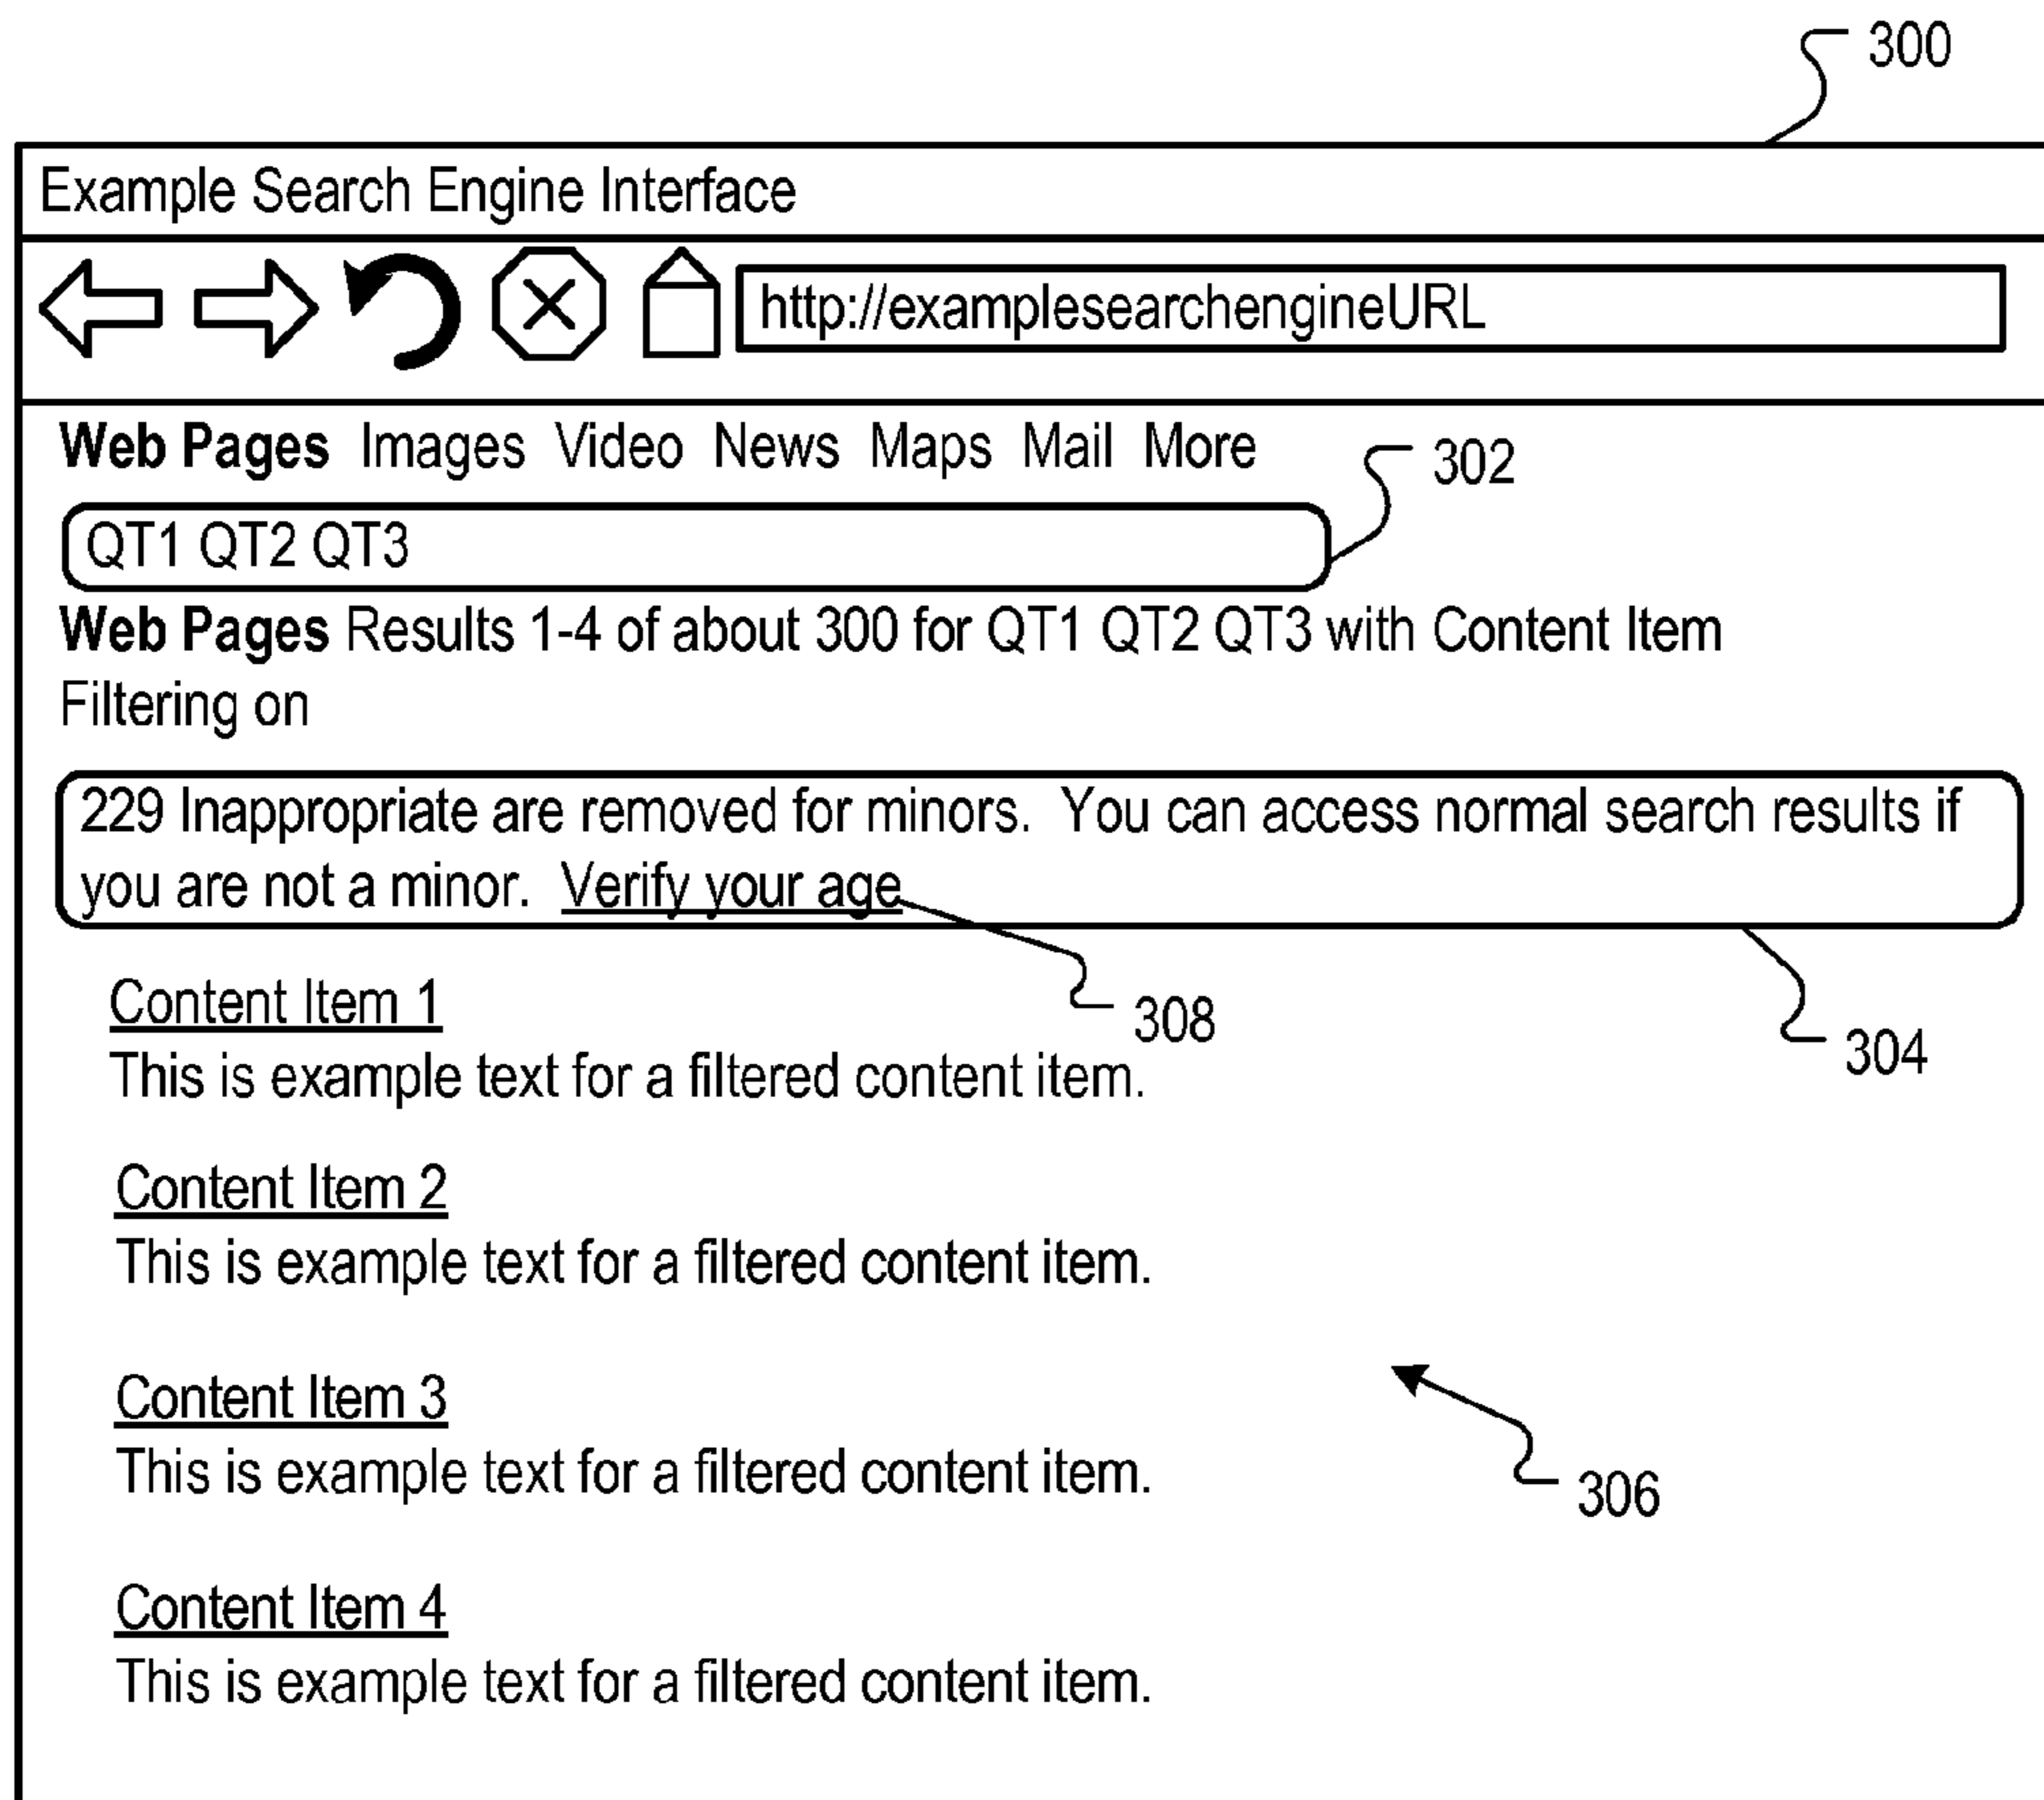 300
Example Search Engine Interface
http://examplesearchengineURL
Web Pages Images Video News Maps Mail More
302
QT1 QT2 QT3
Web Pages Results 1-4 of about 300 for QT1 QT2 QT3 with Content Item
Filtering on
229 Inappropriate are removed for minors. You can access normal search results if
you are not a minor. Verify your age
Content Item 1
308
304
This is example text for a filtered content item.
Content Item 2
This is example text for a filtered content item.
Content Item 3
This is example text for a filtered content item.
306
Content Item 4
This is example text for a filtered content item.